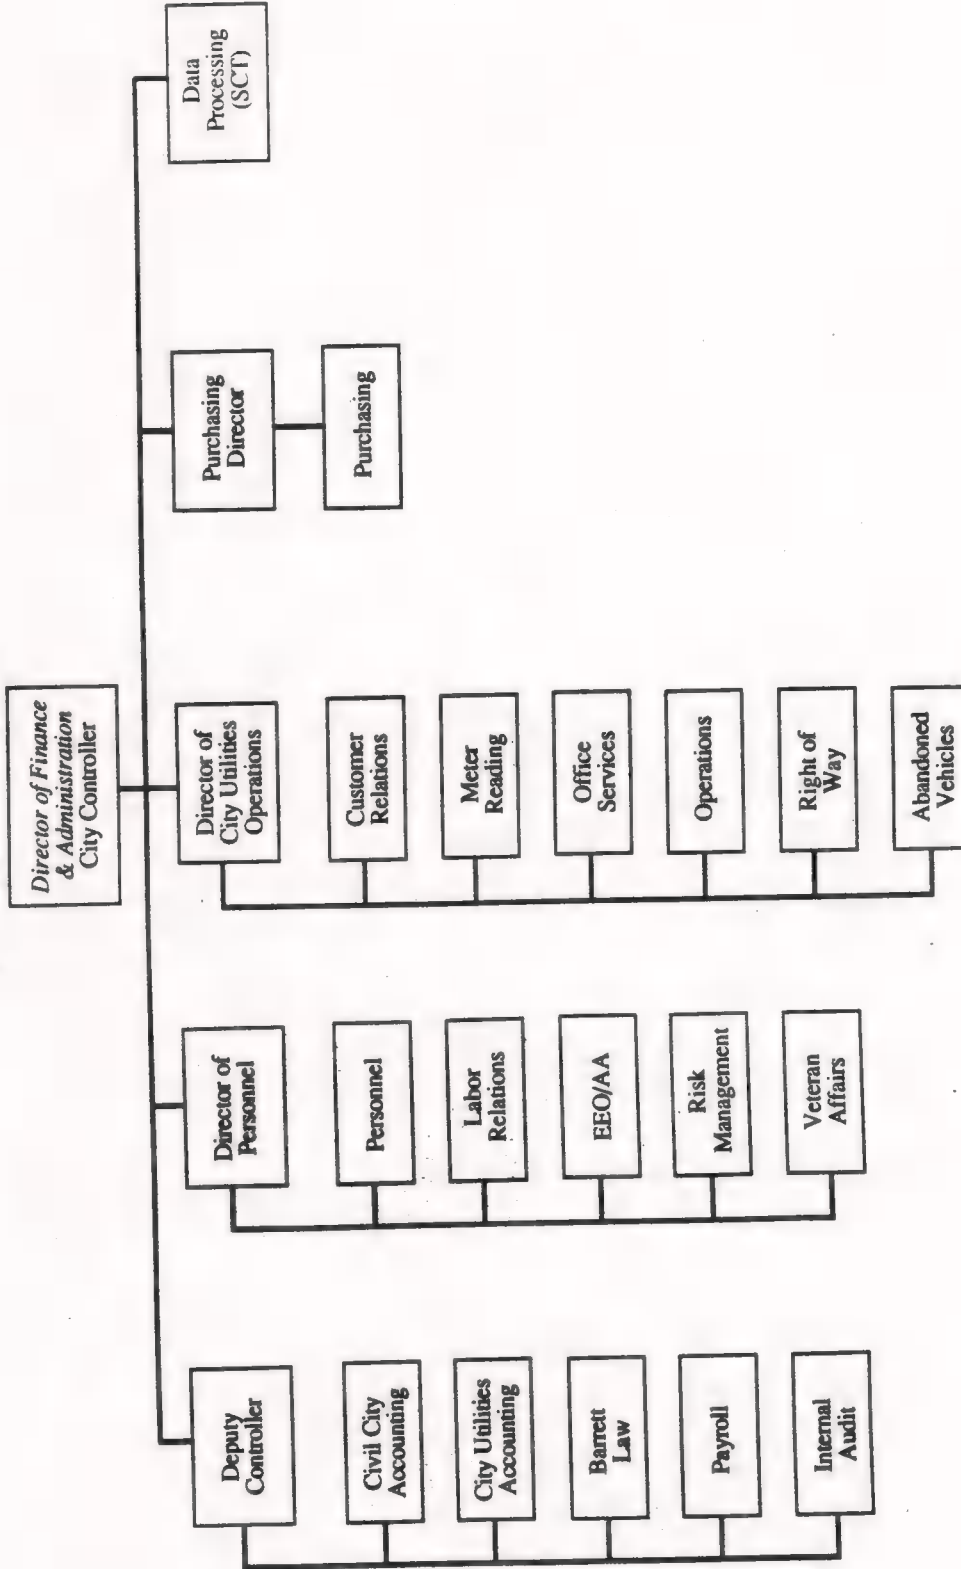 Director of Finance
& Administration
City Controller
Deputy
Controller
Civil City
Accounting
City Utilities
Accounting
Barrett
Law
Payroll
Internal
Audit
Director of
Personnel
Personnel
Labor
Relations
EEO/AA
Risk
Management
Veteran
Affairs
Director of
City Utilities
Operations
Customer
Relations
Meter
Reading
Office
Services
Operations
Right of
Way
Abandoned
Vehicles
Purchasing
Director
Purchasing
Data
Processing
(SCT)